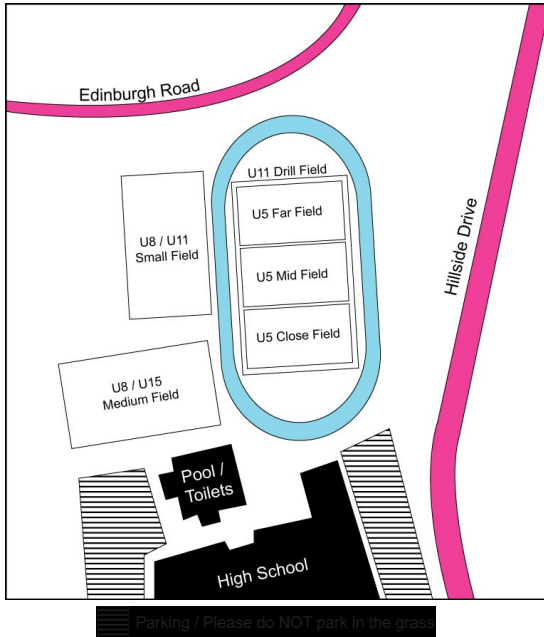 Edinburgh Road
U11 Drill Field
U5 Far Field
U8 / U11
Small Field
Hillside Drive
U5 Mid Field
U5 Close Field
U8 / U15
Medium Field
Pool /
Toilets
High School
Parking / Please do NOT park in the grass